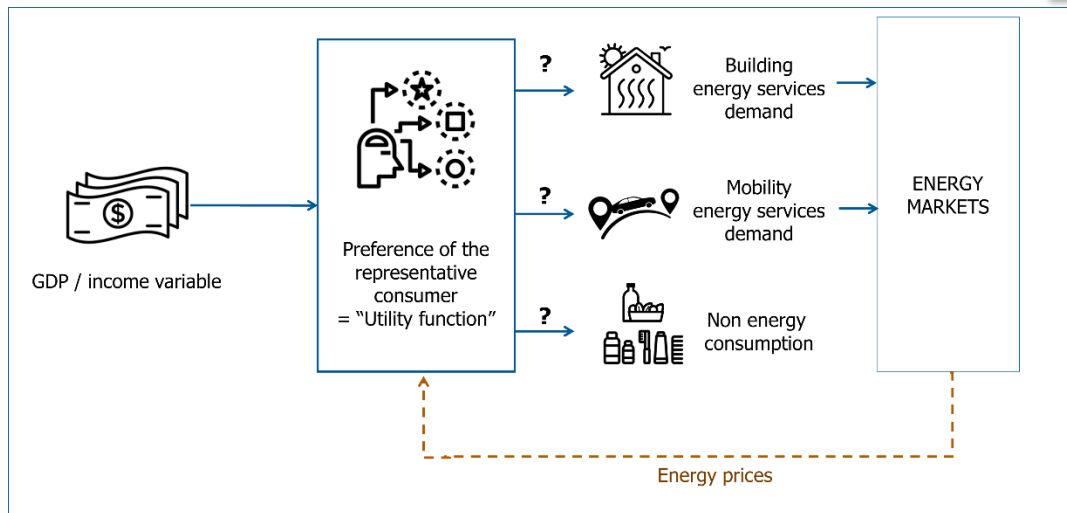 GDP / income variable
$
Preference of the
representative
consumer
= “Utility function”
?
Building
energy services
demand
?
Mobility
energy services
demand
?
Non energy
consumption
ENERGY
MARKETS
Energy prices